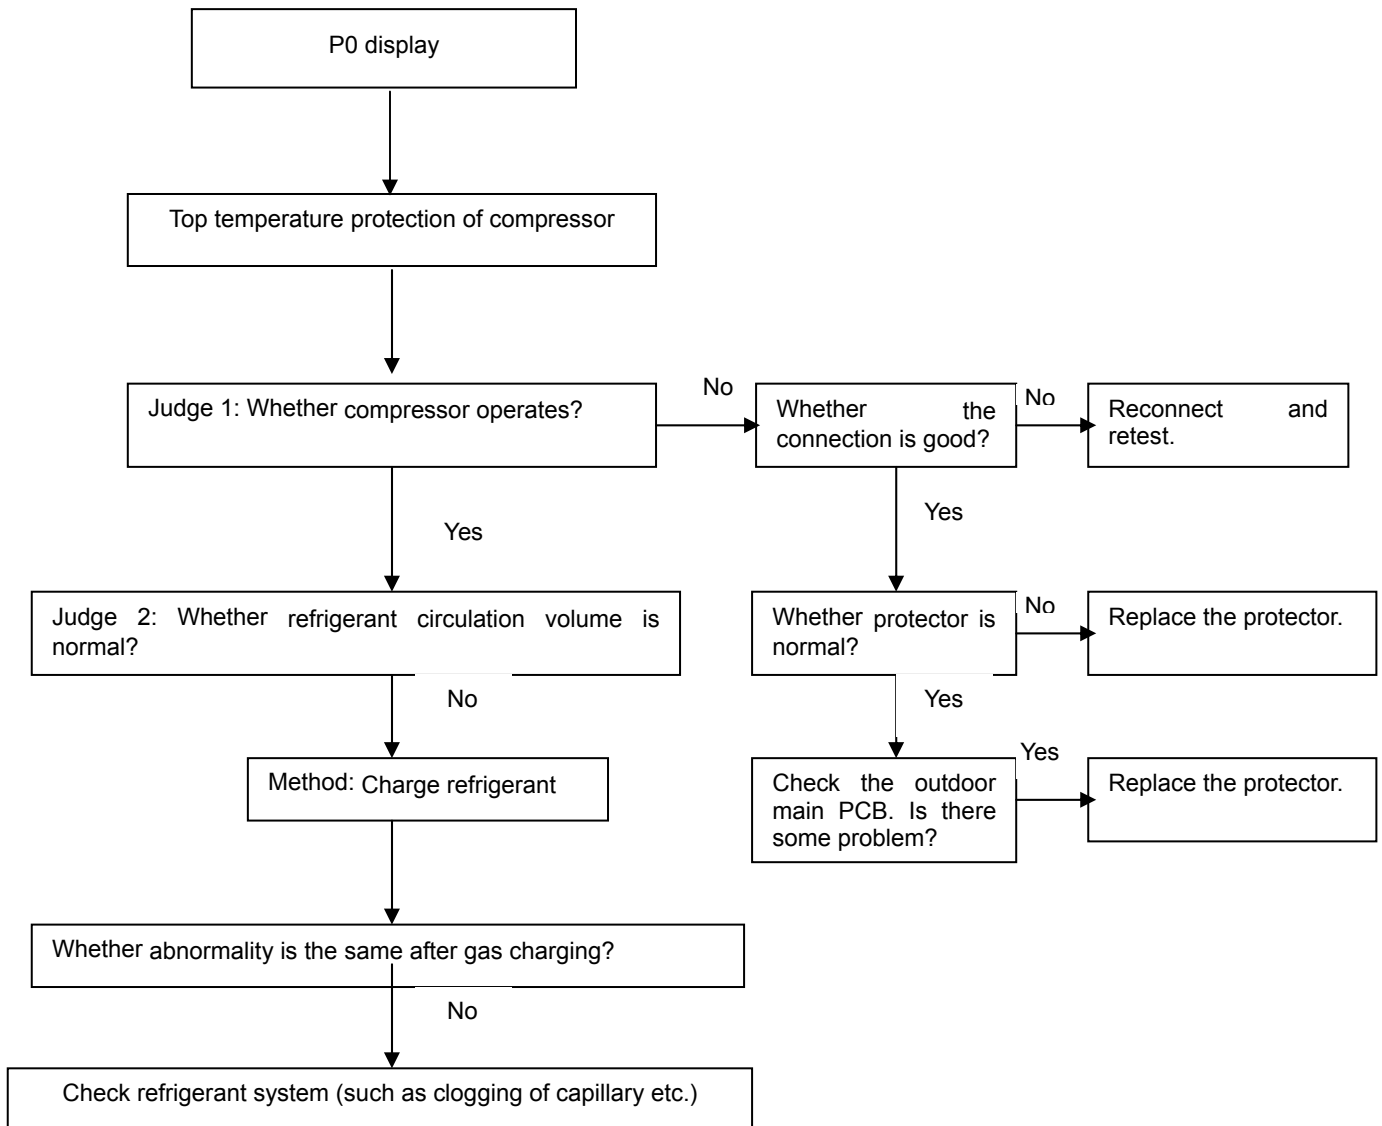 P0 display
Top temperature protection of compressor
Judge 1: Whether compressor operates?
No
Whether the
connection is good?
No
Reconnect and
retest.
Yes
Yes
Judge 2: Whether refrigerant circulation volume is
normal?
Whether protector is
normal?
No
Replace the protector.
No
Yes
Method: Charge refrigerant
Check the outdoor
main PCB. Is there
some problem?
Yes
Replace the protector.
Whether abnormality is the same after gas charging?
No
Check refrigerant system (such as clogging of capillary etc.)